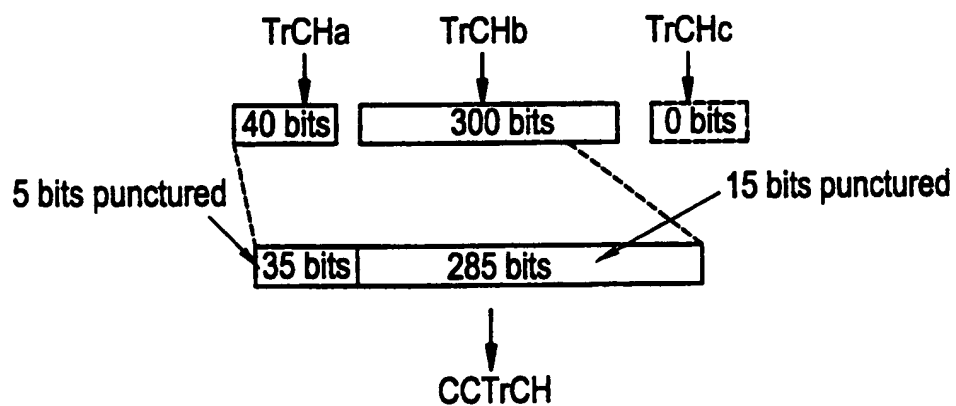 TrCHa TrCHb TrCHc
40 bits 300 bits 0 bits
5 bits punctured 15 bits punctured
35 bits 285 bits
CCTrCH